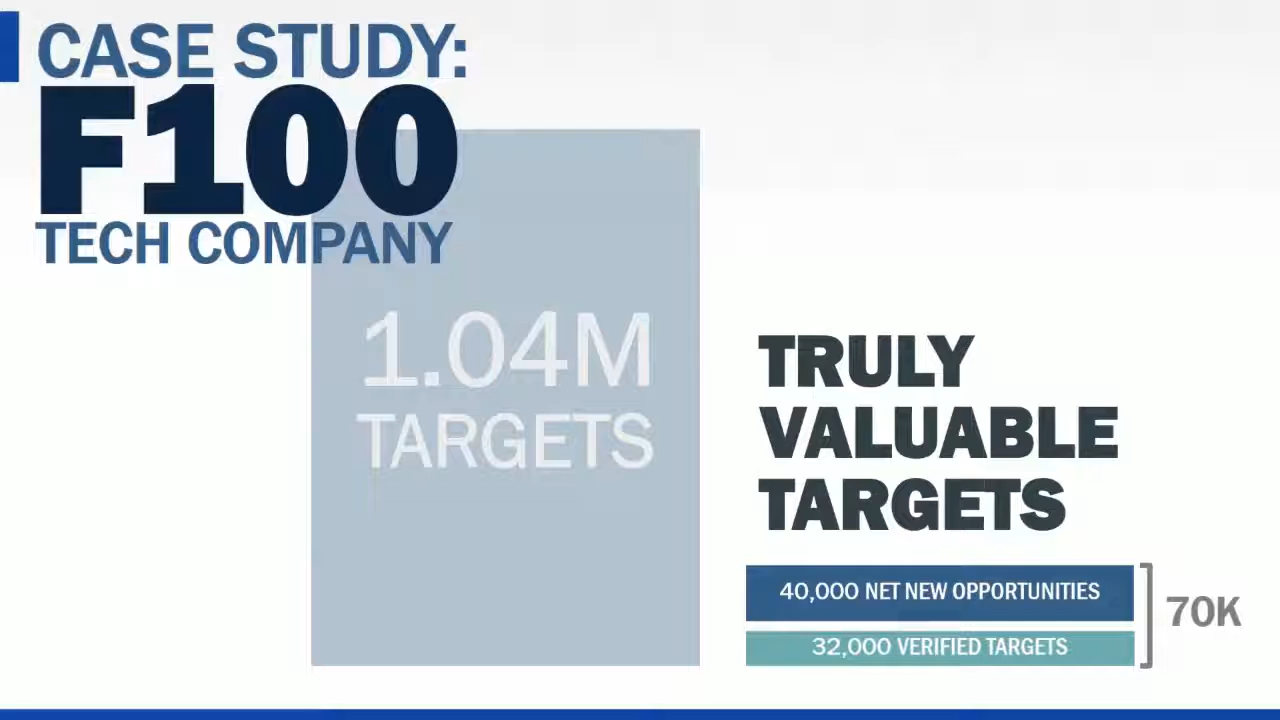 CASE STUDY:
F100
TECH COMPANY
1.04M
TARGETS
TRULY
VALUABLE
TARGETS
40,000 NET NEW OPPORTUNITIES
32,000 VERIFIED TARGETS
70K